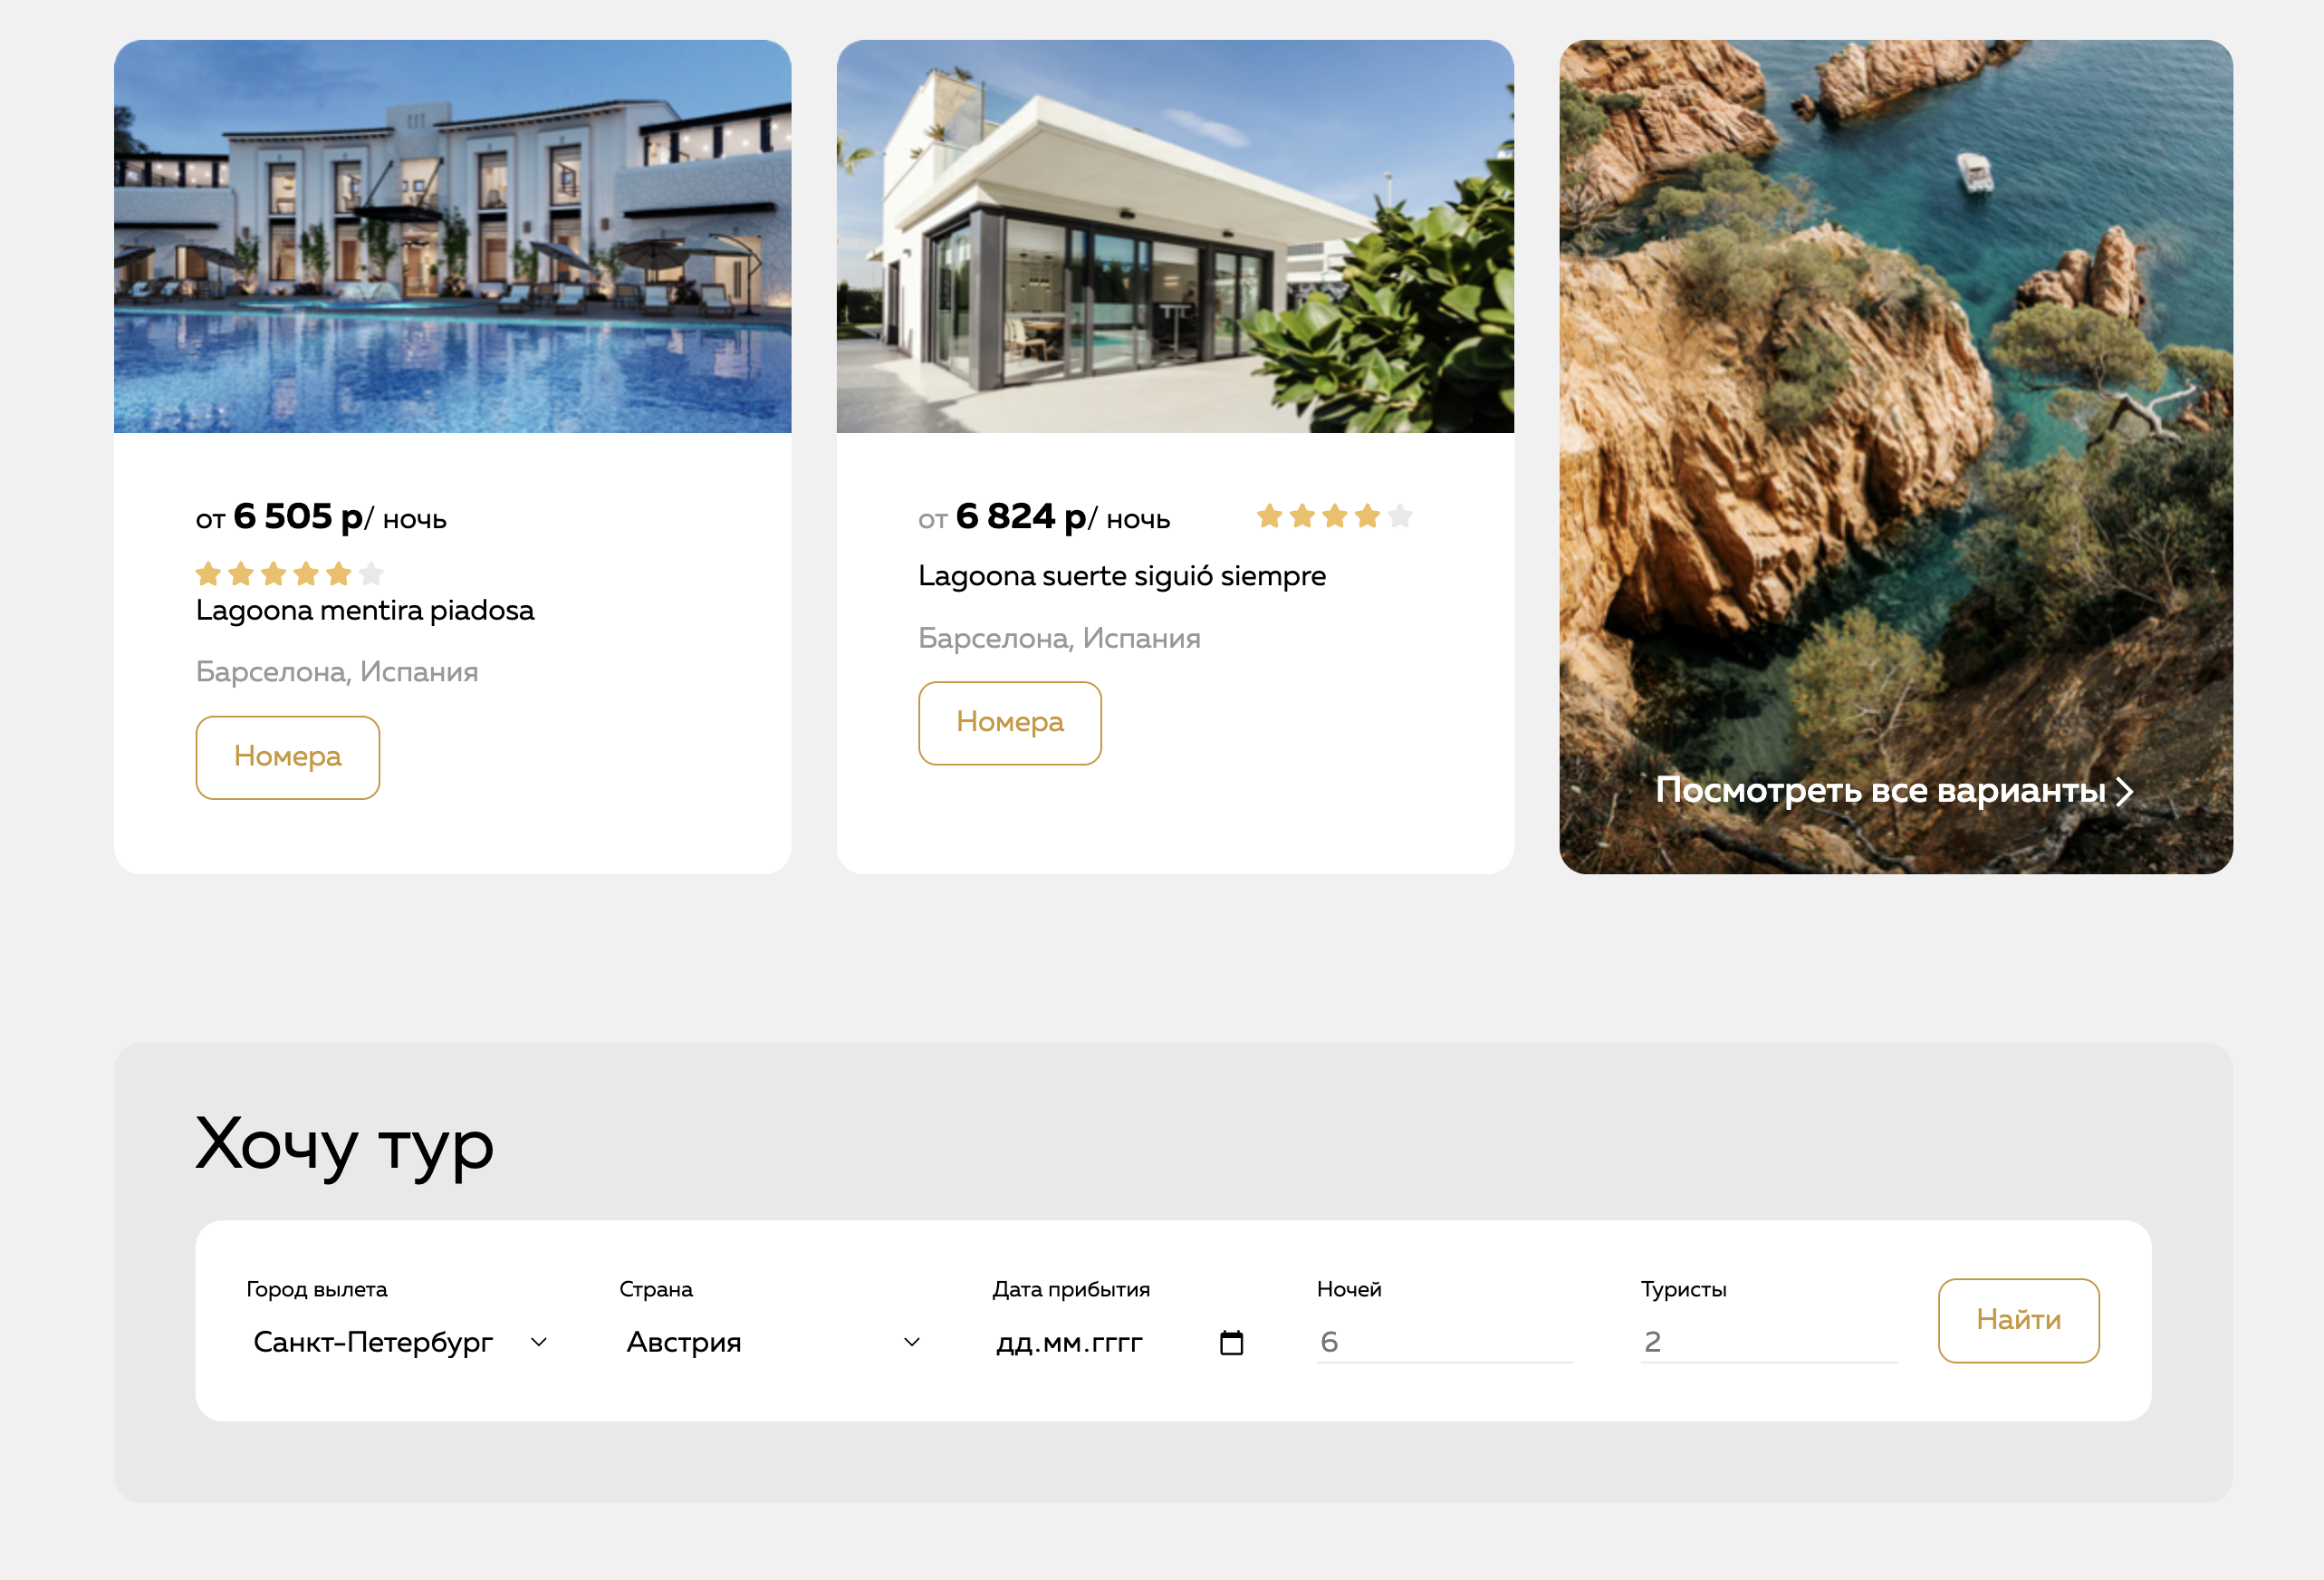 от 6 505 р/ ночь
Lagoona mentira piadosa
Барселона, Испания
Номера
от 6 824 р/ ночь
Lagoona suerte siguió siempre
Барселона, Испания
Номера
Посмотреть все варианты
Хочу тур
Город вылета
Санкт-Петербург
Страна
Австрия
Дата прибытия
дд.мм.гггг
Ночей
6
Туристы
2
Найти